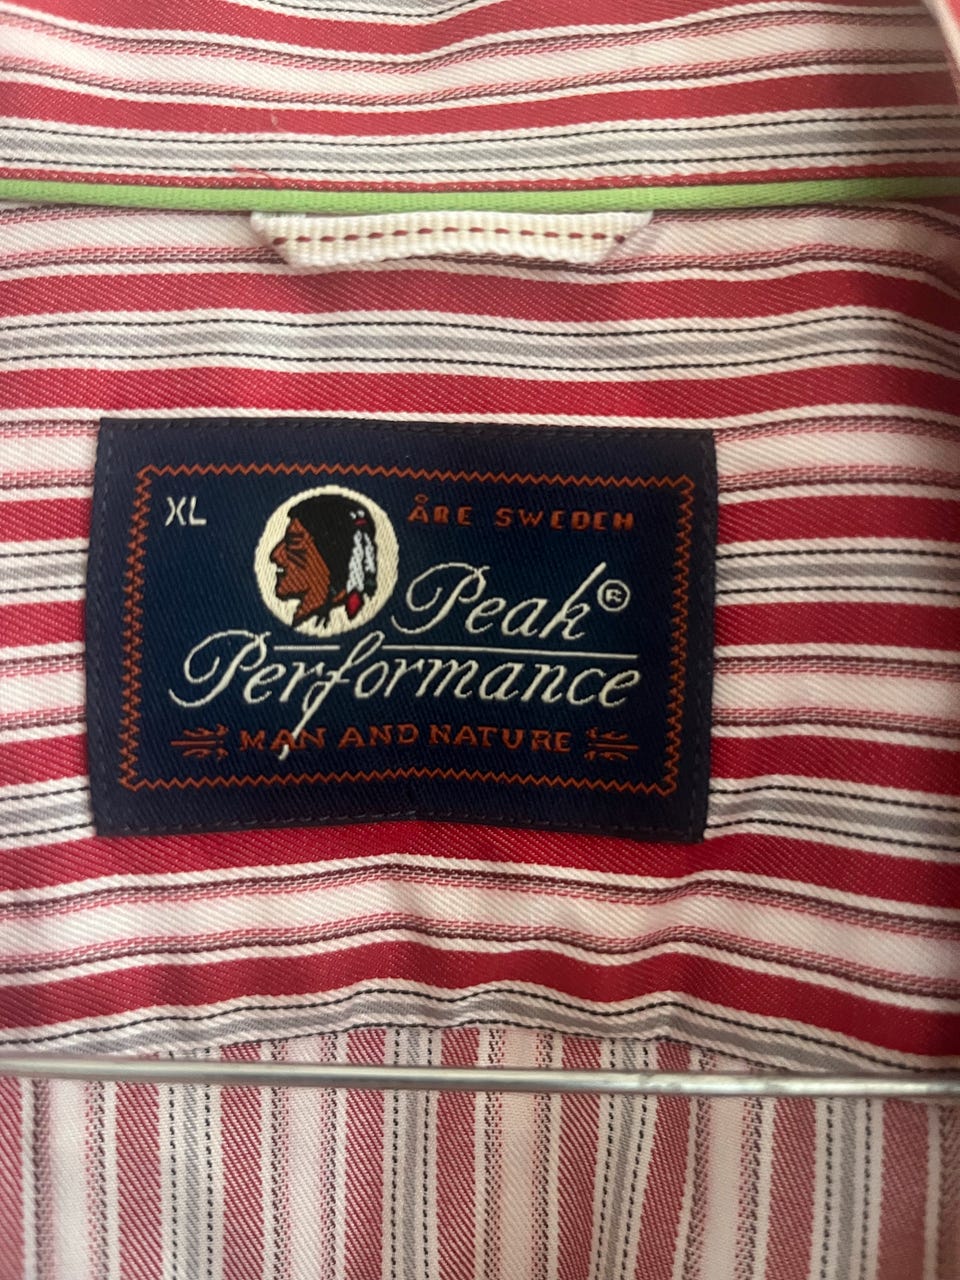 XL
ÅRE SWEDEN
Peak®
Performance
MAN AND NATURE